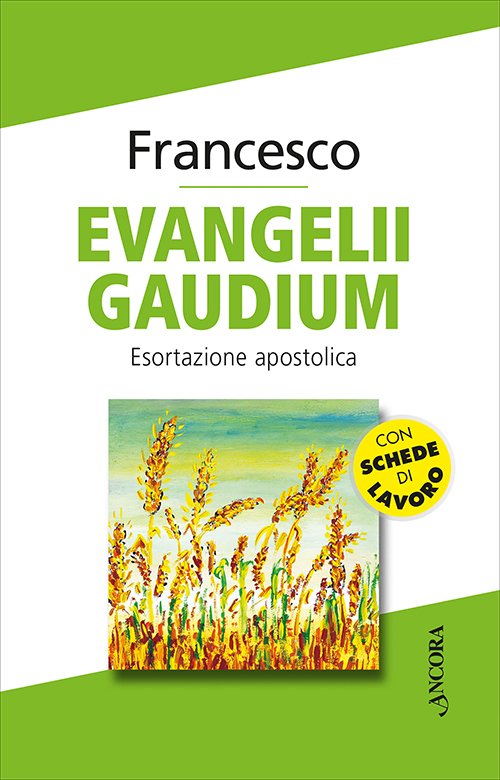 Francesco
EVANGELII
GAUDIUM
Esortazione apostolica
CON
SCHEDE
DI
LAVORO
ANCORA